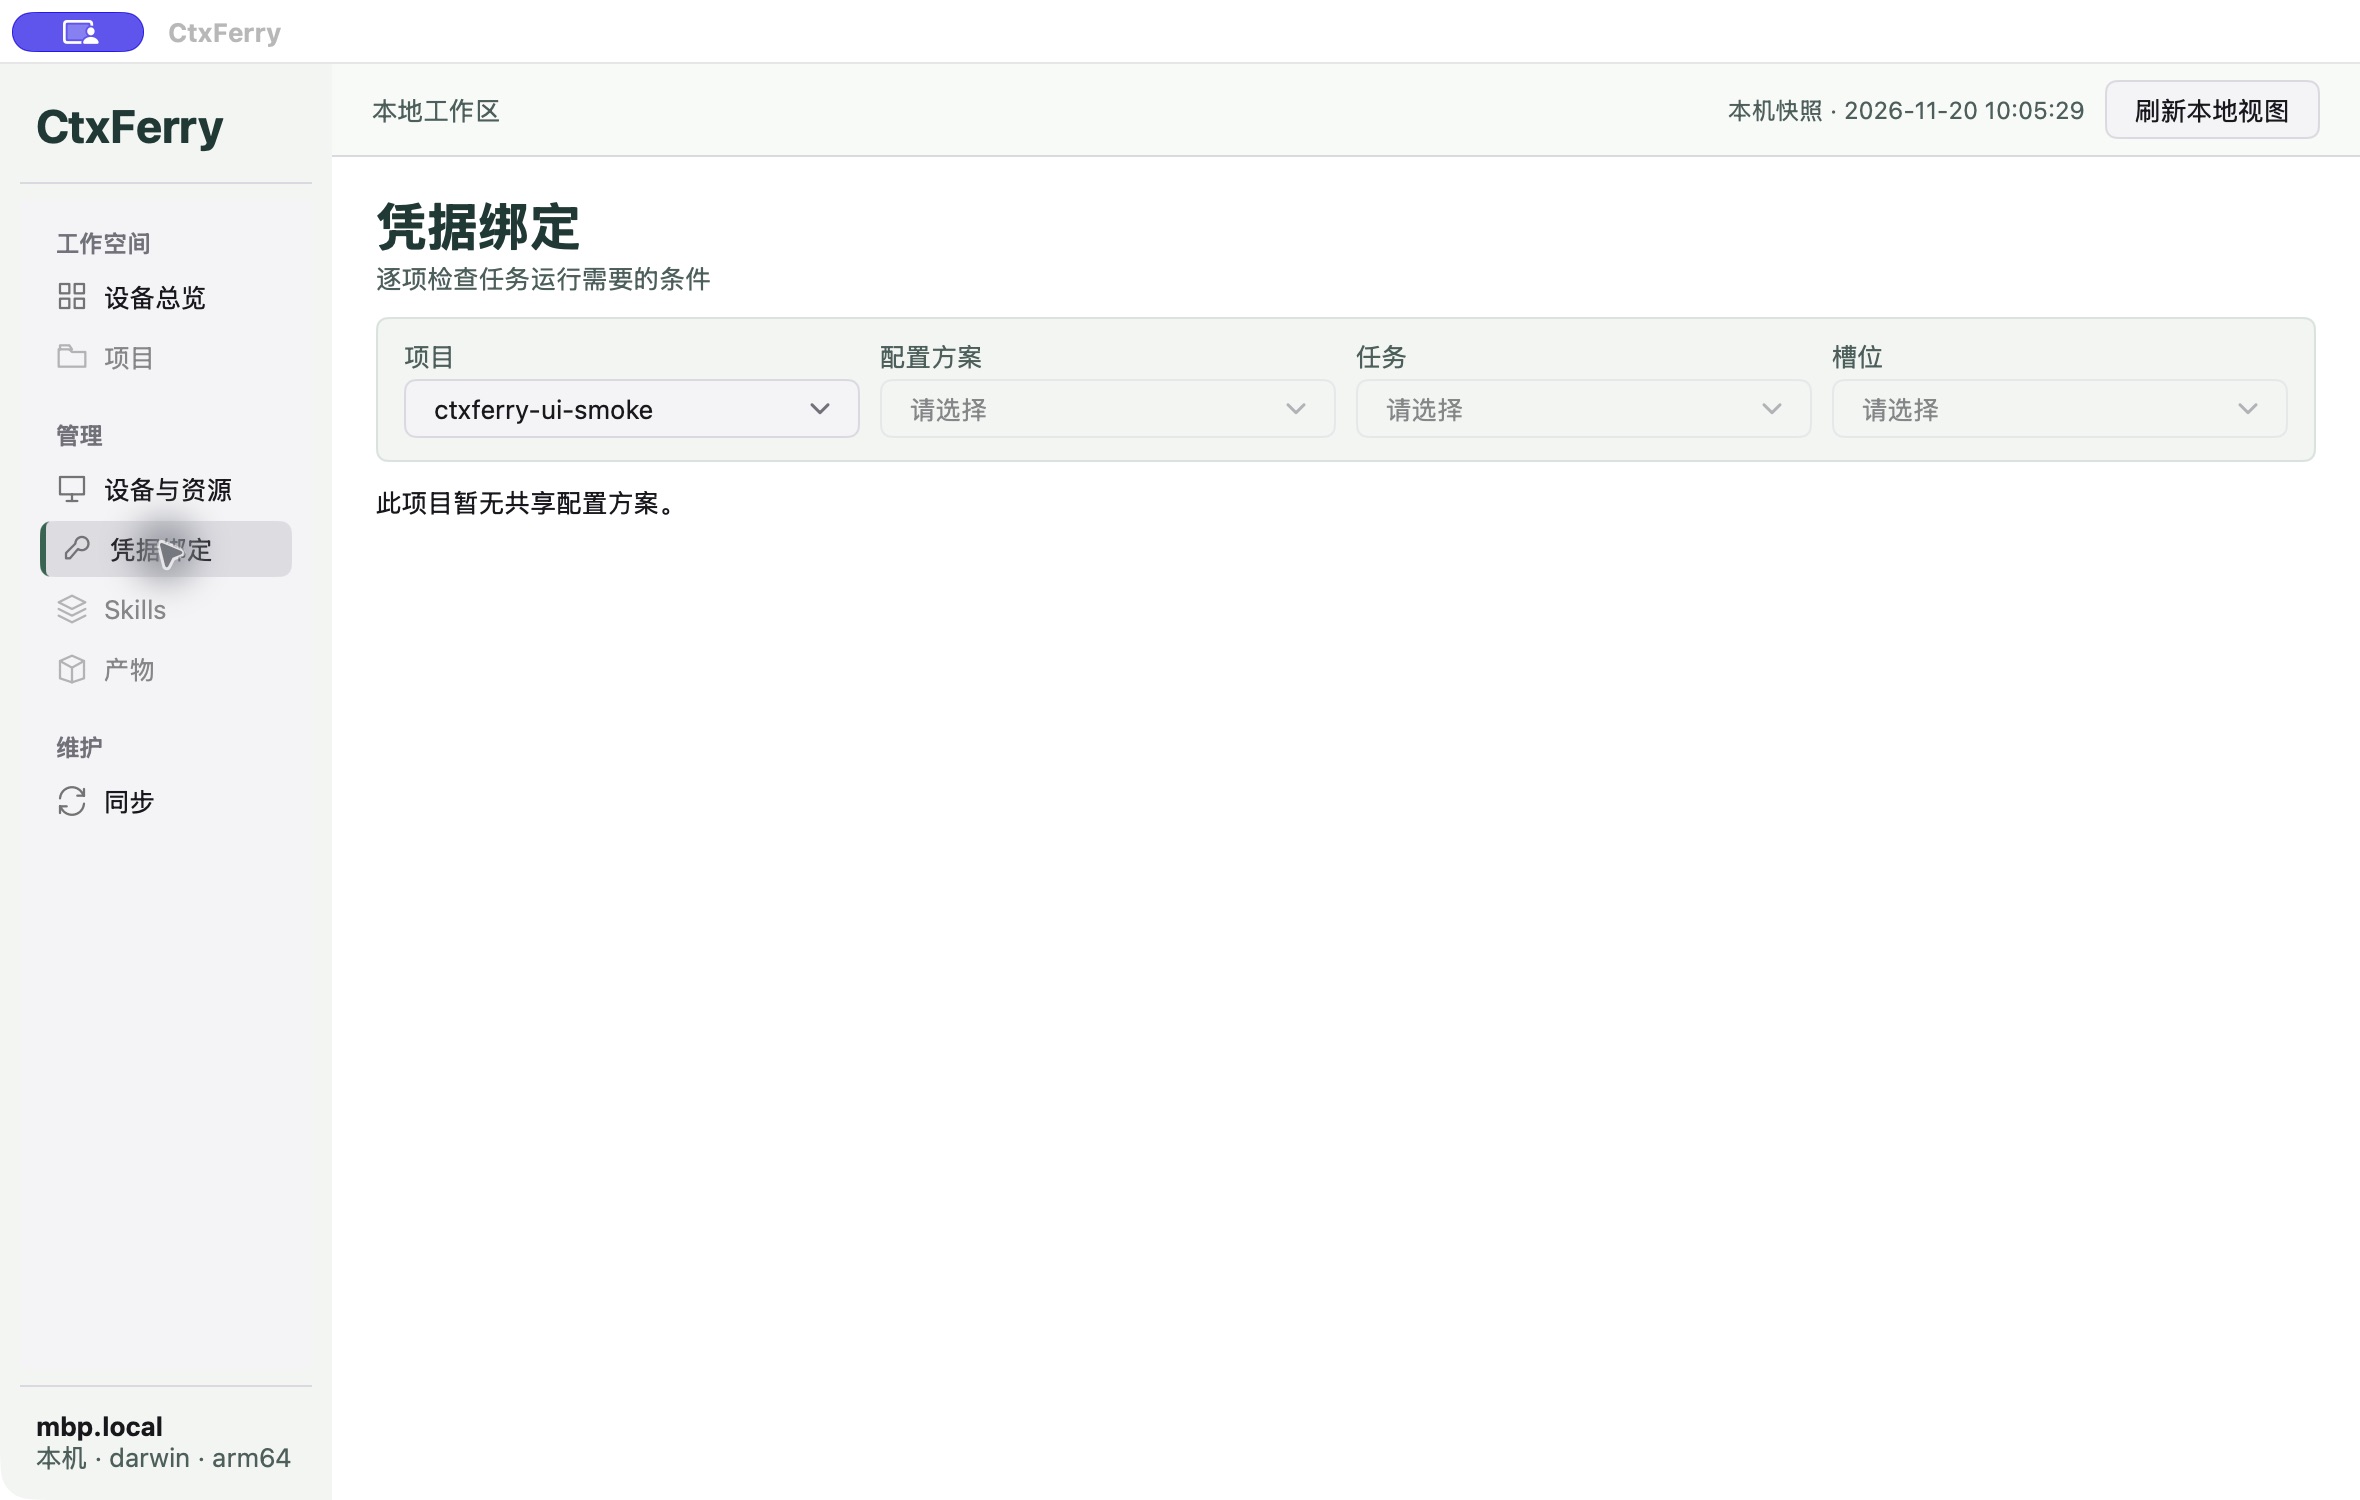 CtxFerry
CtxFerry
工作空间
设备总览
项目
管理
设备与资源
凭据绑定
Skills
产物
维护
同步
mbp.local
本机 · darwin · arm64
本地工作区
本机快照 · 2026-11-20 10:05:29
刷新本地视图
凭据绑定
逐项检查任务运行需要的条件
项目
ctxferry-ui-smoke
配置方案
请选择
任务
请选择
槽位
请选择
此项目暂无共享配置方案。